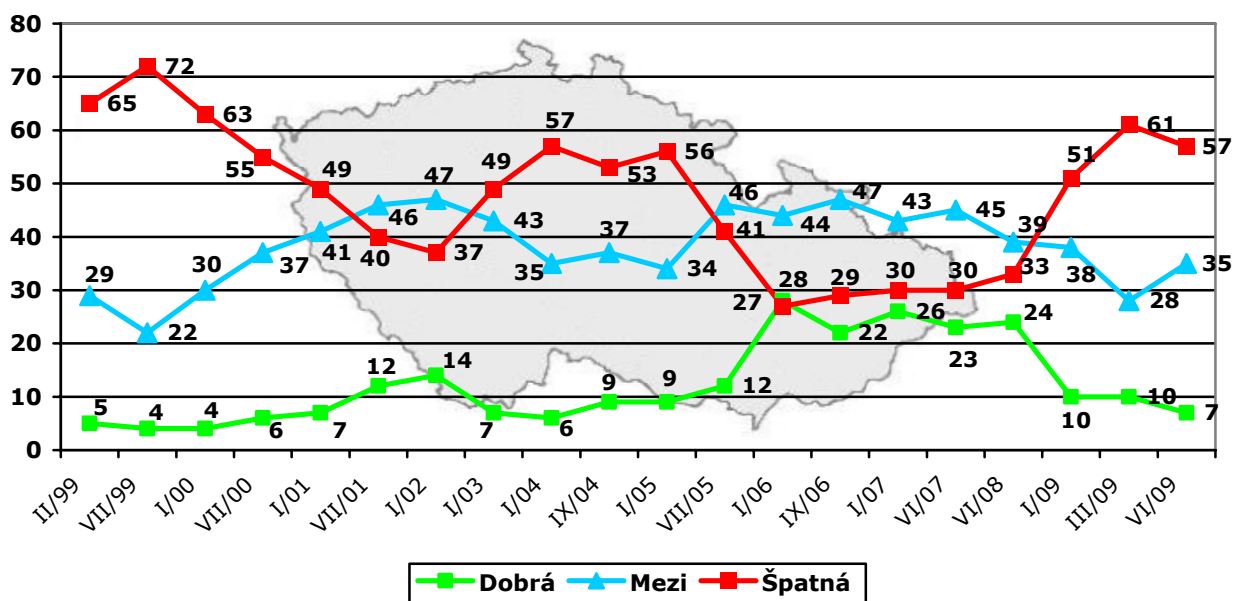 80
70
60
50
40
30
20
10
0
65 72 63 55 49 40 37 49 57 53 56 41 27 29 30 30 33 51 61 57
29 22 30 37 41 46 47 43 35 37 34 46 44 47 43 45 39 38 28 35
5 4 4 6 7 12 14 7 6 9 9 12 28 22 26 23 24 10 10 7
II/99 VII/99 I/00 VII/00 I/01 VII/01 I/02 I/03 I/04 IX/04 I/05 VII/05 I/06 IX/06 I/07 VI/07 VI/08 I/09 III/09 VI/09
Dobrá Mezi Špatná